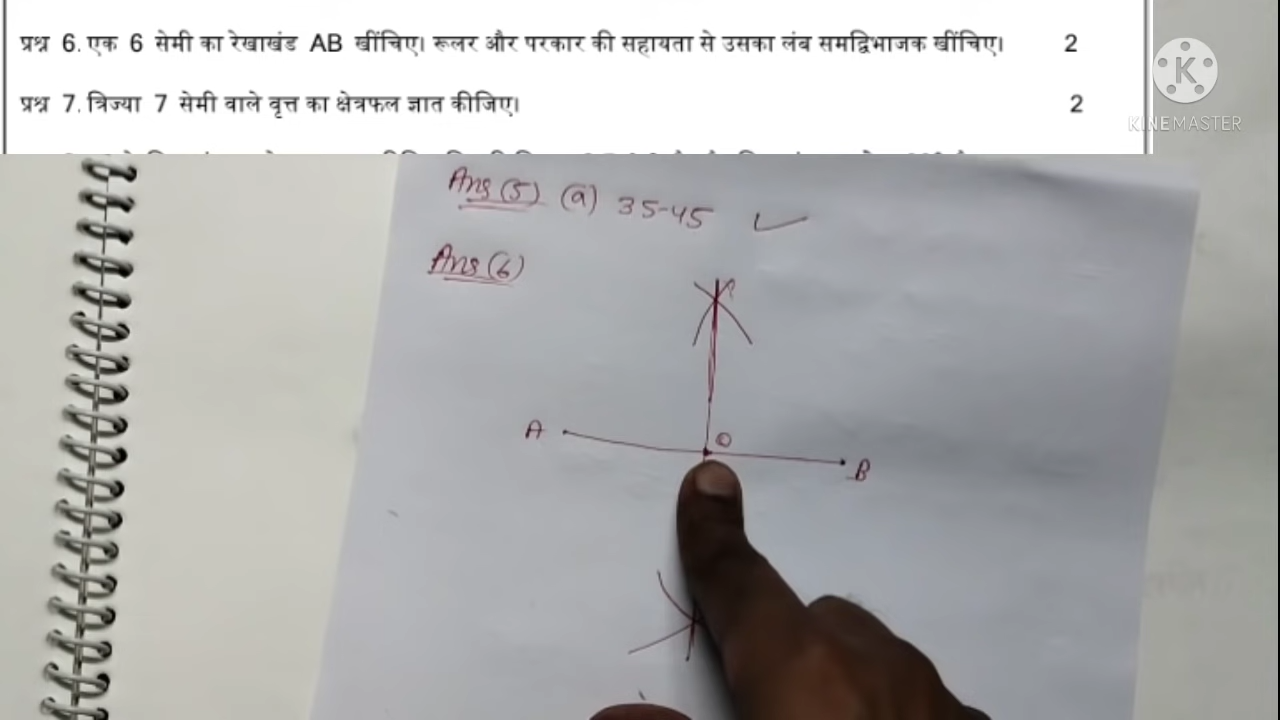 प्रश्न 6. एक 6 सेमी का रेखाखंड AB खींचिए। रूलर और परकार की सहायता से उसका लंब समद्विभाजक खींचिए। 2
प्रश्न 7. त्रिज्या 7 सेमी वाले वृत्त का क्षेत्रफल ज्ञात कीजिए। 2
K
KINEMASTER
Ans (5) (a) 35-45
Ans (6)
A
O
B